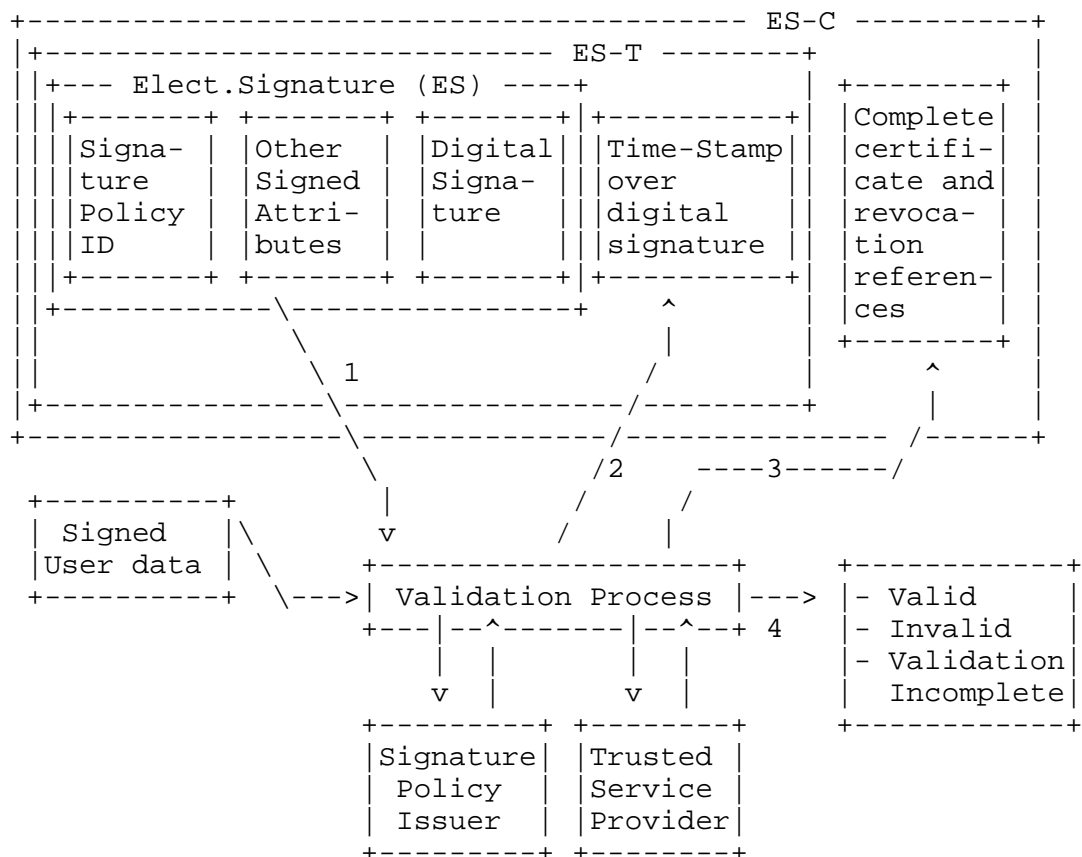 ES-C
ES-T
Elect.Signature (ES)
Signa-
ture
Policy
ID
Other
Signed
Attri-
butes
Digital
Signa-
ture
Time-Stamp
over
digital
signature
Complete
certifi-
cate and
revoca-
tion
referen-
ces
1
2
3
Signed
User data
Validation Process
4
- Valid
- Invalid
- Validation
Incomplete
Signature
Policy
Issuer
Trusted
Service
Provider